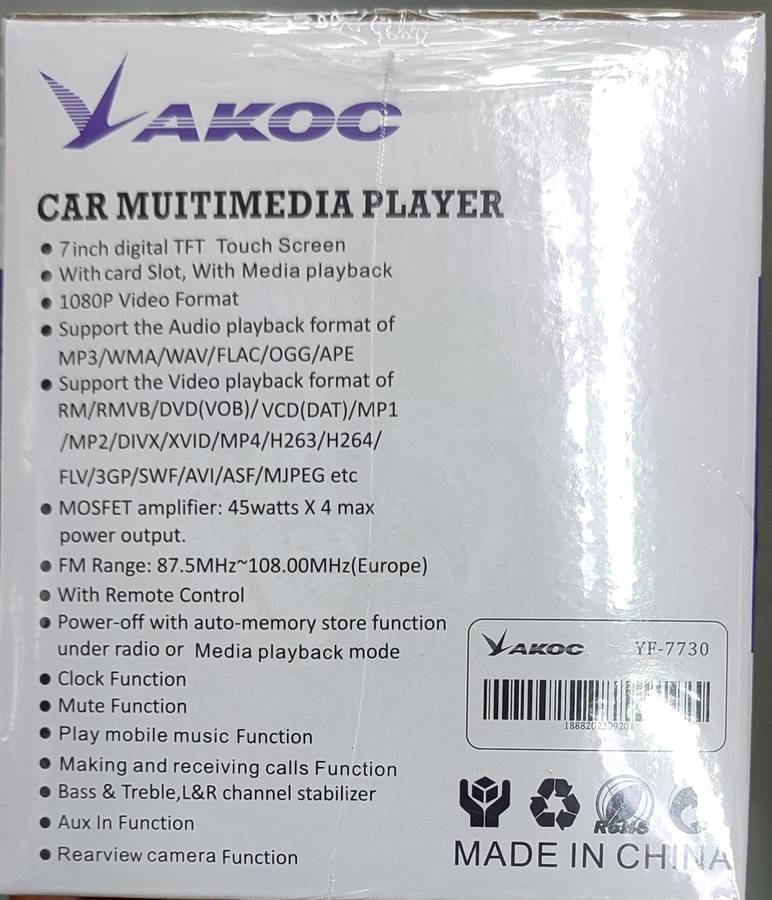 YAKOC
CAR MUITIMEDIA PLAYER
• 7 inch digital TFT Touch Screen
• With card Slot, With Media playback
• 1080P Video Format
• Support the Audio playback format of
MP3/WMA/WAV/FLAC/OGG/APE
• Support the Video playback format of
RM/RMVB/DVD(VOB)/VCD(DAT)/MP1
/MP2/DIVX/XVID/MP4/H263/H264/
FLV/3GP/SWF/AVI/ASF/MJPEG etc
• MOSFET amplifier: 45watts X 4 max
power output.
• FM Range: 87.5MHz~108.00MHz(Europe)
• With Remote Control
• Power-off with auto-memory store function
under radio or Media playback mode
• Clock Function
• Mute Function
• Play mobile music Function
• Making and receiving calls Function
• Bass & Treble,L&R channel stabilizer
• Aux In Function
• Rearview camera Function
YAKOC YF-7730
RoHS
MADE IN CHINA